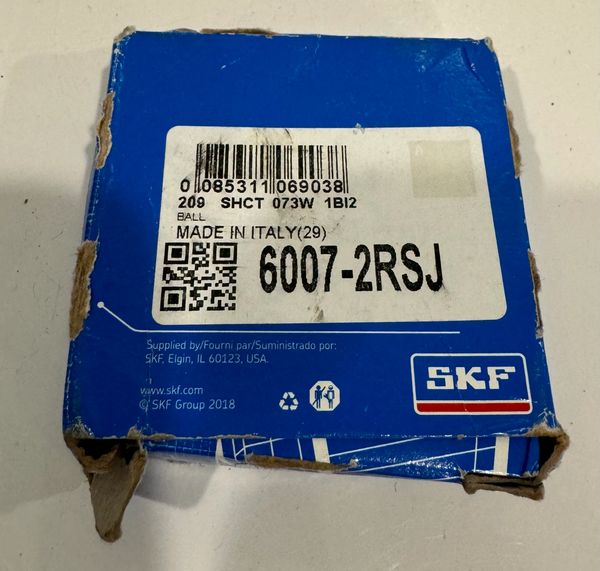 0 085311 069038
209 SHCT 073W 1BI2
BALL
MADE IN ITALY(29)
6007-2RSJ
Supplied by/Fourni par/Suministrado por:
SKF, Elgin, IL 60123, USA.
SKF
www.skf.com
© SKF Group 2018